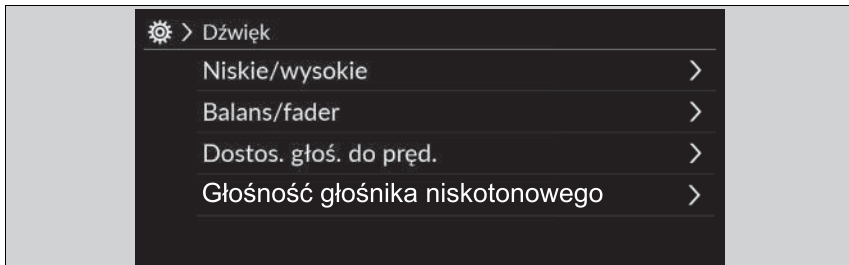 > Dźwięk
Niskie/wysokie >
Balans/fader >
Dostos. głoś. do pręd. >
Głośność głośnika niskotonowego >